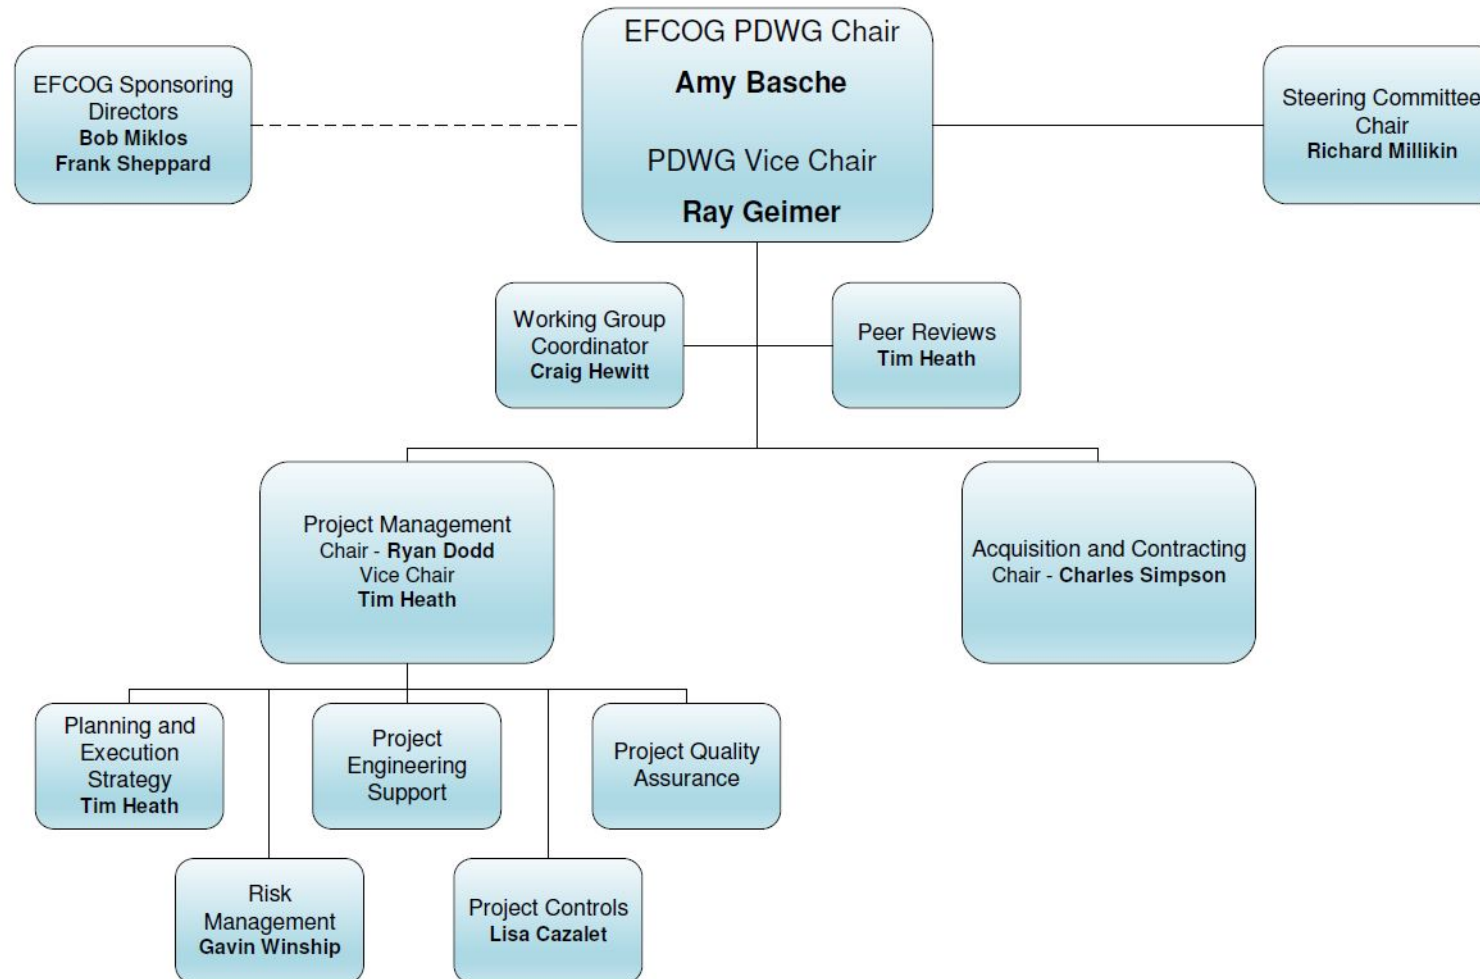 EFCOG PDWG Chair
Amy Basche
PDWG Vice Chair
Ray Geimer
EFCOG Sponsoring
Directors
Bob Miklos
Frank Sheppard
Steering Committee
Chair
Richard Millikin
Working Group
Coordinator
Craig Hewitt
Peer Reviews
Tim Heath
Project Management
Chair - Ryan Dodd
Vice Chair
Tim Heath
Acquisition and Contracting
Chair - Charles Simpson
Planning and
Execution
Strategy
Tim Heath
Project
Engineering
Support
Project Quality
Assurance
Risk
Management
Gavin Winship
Project Controls
Lisa Cazalet